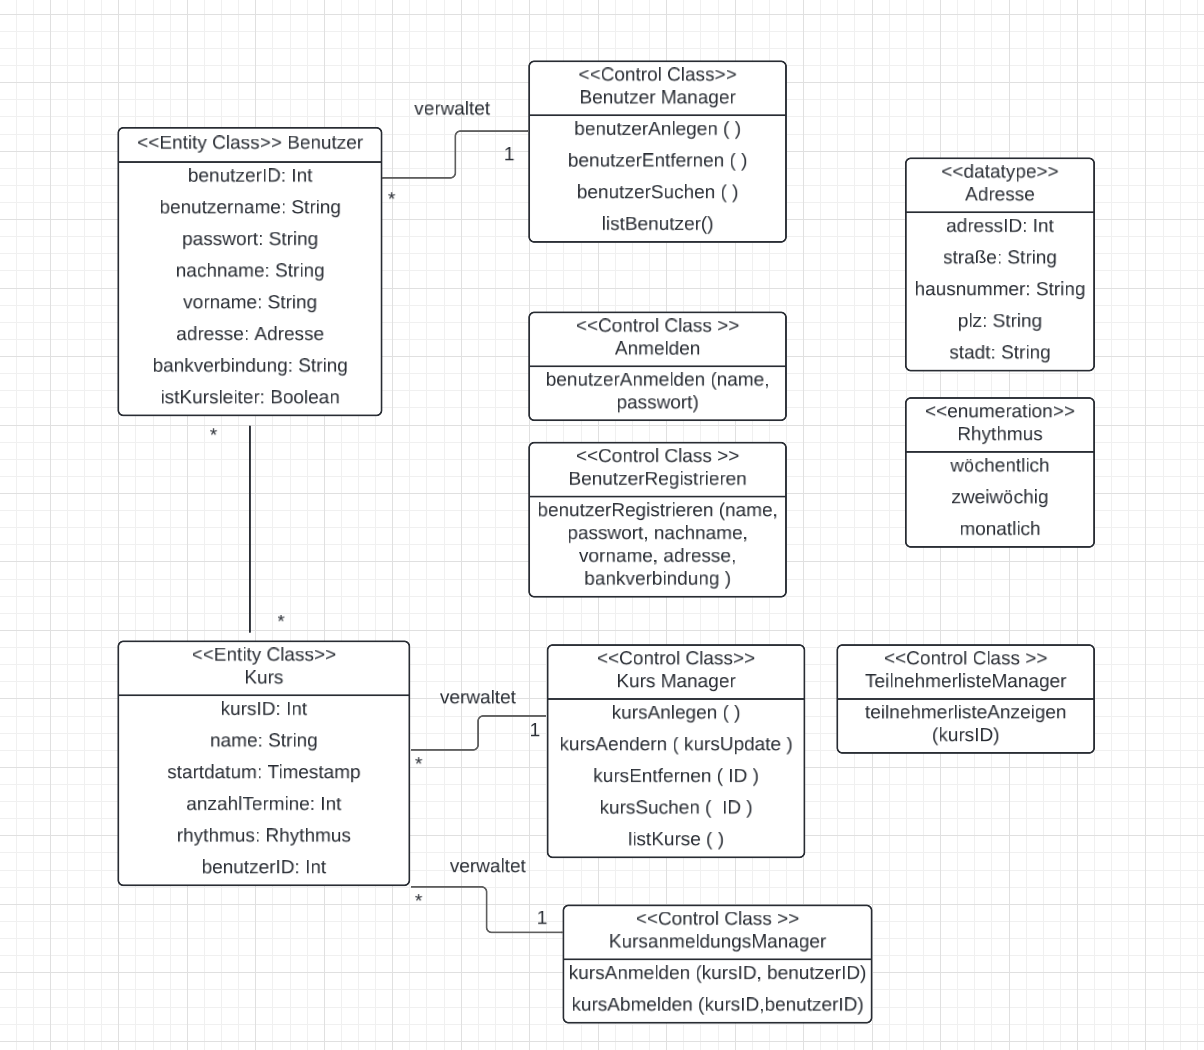 <<Control Class>>
Benutzer Manager
benutzerAnlegen ( )
benutzerEntfernen ( )
benutzerSuchen ( )
listBenutzer()
verwaltet
1
*
<<Entity Class>> Benutzer
benutzerID: Int
benutzername: String
passwort: String
nachname: String
vorname: String
adresse: Adresse
bankverbindung: String
istKursleiter: Boolean
<<datatype>>
Adresse
adressID: Int
straße: String
hausnummer: String
plz: String
stadt: String
<<Control Class >>
Anmelden
benutzerAnmelden (name,
passwort)
<<enumeration>>
Rhythmus
wöchentlich
zweiwöchig
monatlich
<<Control Class >>
BenutzerRegistrieren
benutzerRegistrieren (name,
passwort, nachname,
vorname, adresse,
bankverbindung )
*
*
<<Entity Class>>
Kurs
kursID: Int
name: String
startdatum: Timestamp
anzahlTermine: Int
rhythmus: Rhythmus
benutzerID: Int
verwaltet
1
*
<<Control Class>>
Kurs Manager
kursAnlegen ( )
kursAendern ( kursUpdate )
kursEntfernen ( ID )
kursSuchen (  ID )
listKurse ( )
<<Control Class >>
TeilnehmerlisteManager
teilnehmerlisteAnzeigen
(kursID)
verwaltet
*
1
<<Control Class >>
KursanmeldungsManager
kursAnmelden (kursID, benutzerID)
kursAbmelden (kursID,benutzerID)